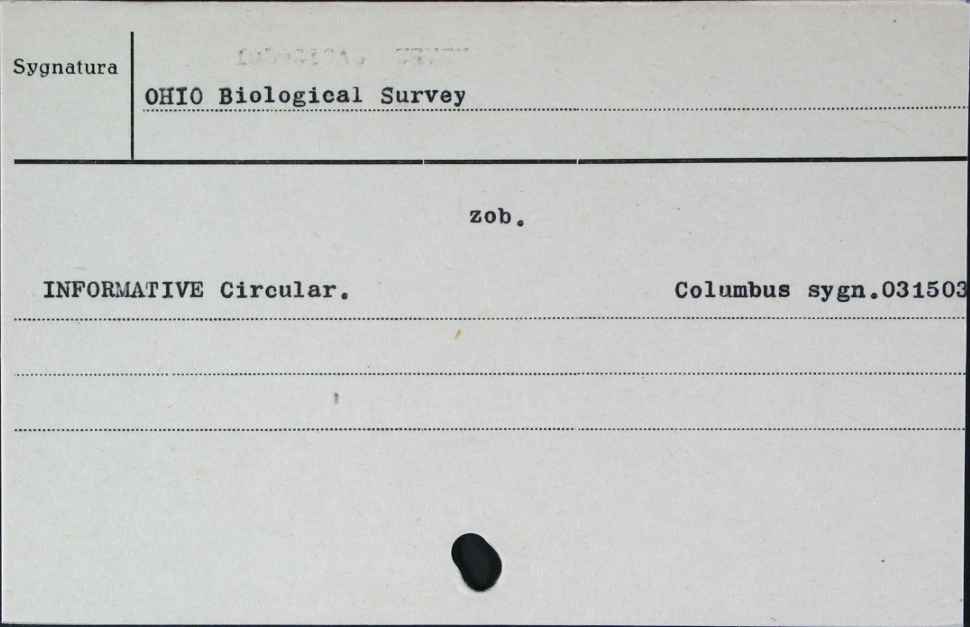 Sygnatura
OHIO Biological Survey
zob.
INFORMATIVE Circular. Columbus sygn.031503